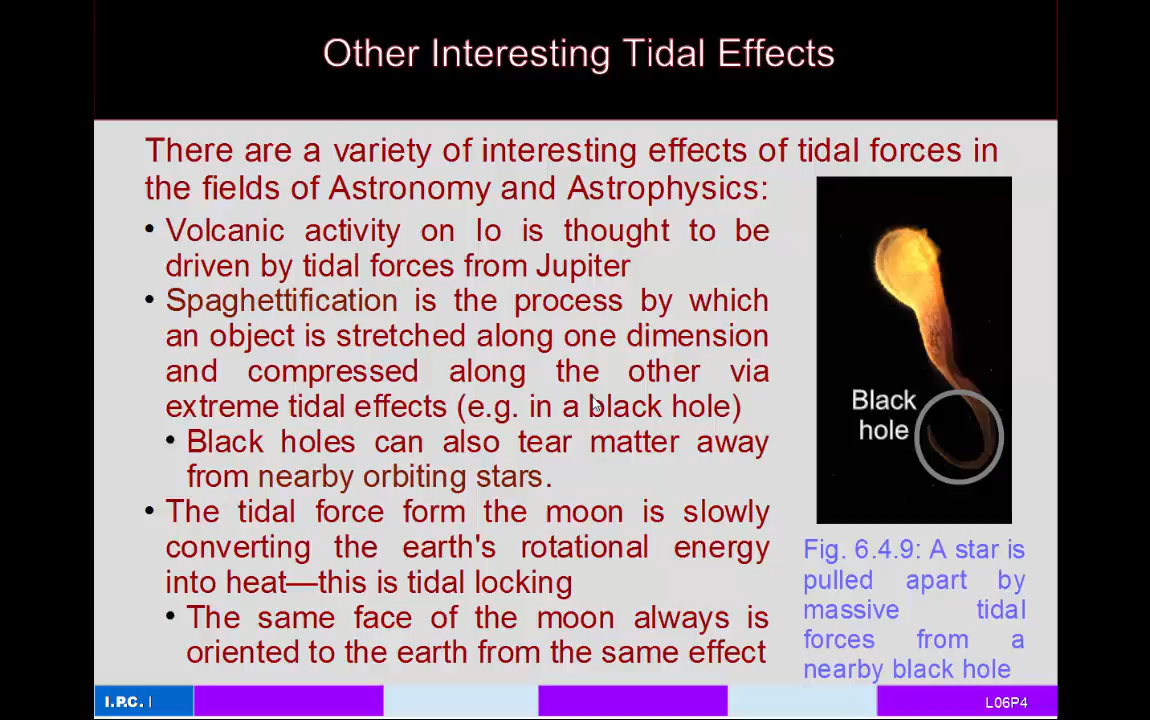 Other Interesting Tidal Effects
There are a variety of interesting effects of tidal forces in
the fields of Astronomy and Astrophysics:
• Volcanic activity on Io is thought to be
driven by tidal forces from Jupiter
• Spaghettification is the process by which
an object is stretched along one dimension
and compressed along the other via
extreme tidal effects (e.g. in a black hole)
• Black holes can also tear matter away
from nearby orbiting stars.
• The tidal force form the moon is slowly
converting the earth's rotational energy
into heat—this is tidal locking
• The same face of the moon always is
oriented to the earth from the same effect
Black
hole
Fig. 6.4.9: A star is
pulled apart by
massive tidal
forces from a
nearby black hole
I.P.C. I
L06P4